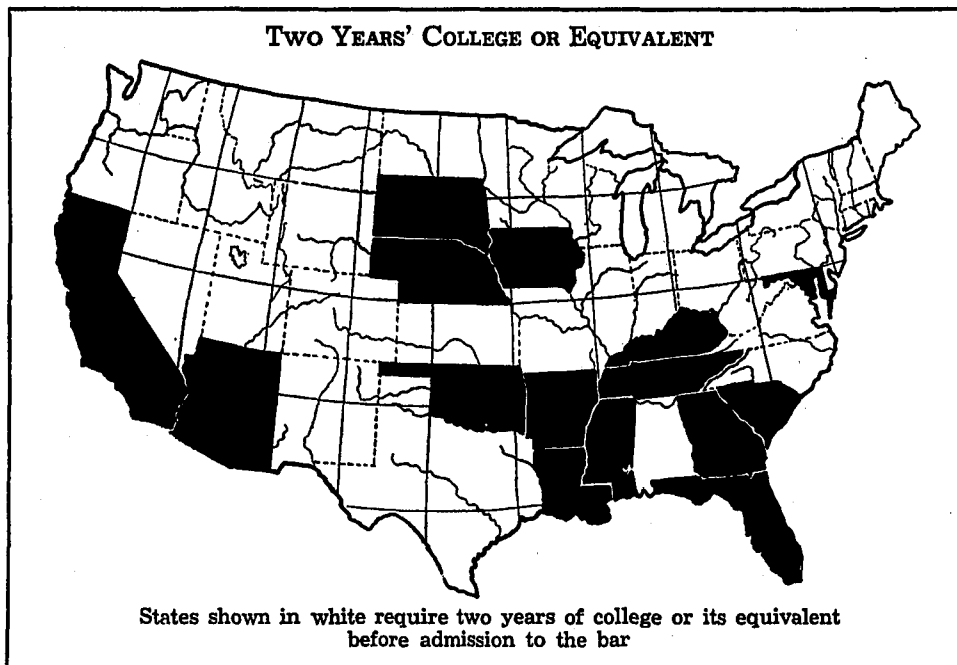 Two Years' College or Equivalent
States shown in white require two years of college or its equivalent
before admission to the bar